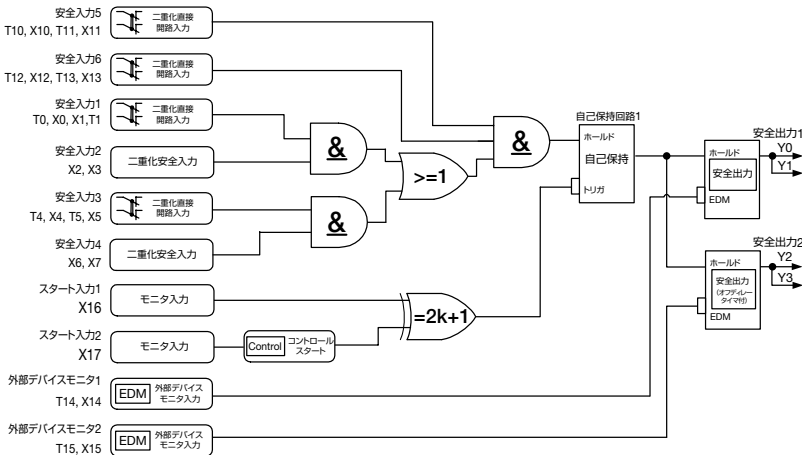 安全入力5
T10, X10, T11, X11
二重化直接
開路入力
安全入力6
T12, X12, T13, X13
二重化直接
開路入力
安全入力1
T0, X0, X1,T1
二重化直接
開路入力
安全入力2
X2, X3
二重化安全入力
安全入力3
T4, X4, T5, X5
二重化直接
開路入力
安全入力4
X6, X7
二重化安全入力
スタート入力1
X16
モニタ入力
スタート入力2
X17
モニタ入力
Control
コントロール
スタート
外部デバイスモニタ1
T14, X14
EDM
外部デバイス
モニタ入力
外部デバイスモニタ2
T15, X15
EDM
外部デバイス
モニタ入力
&
&
>=1
=2k+1
&
自己保持回路1
ホールド
自己保持
トリガ
安全出力1
ホールド
安全出力
EDM
Y0
Y1
安全出力2
ホールド
安全出力
(オフディレー
タイマ付)
EDM
Y2
Y3